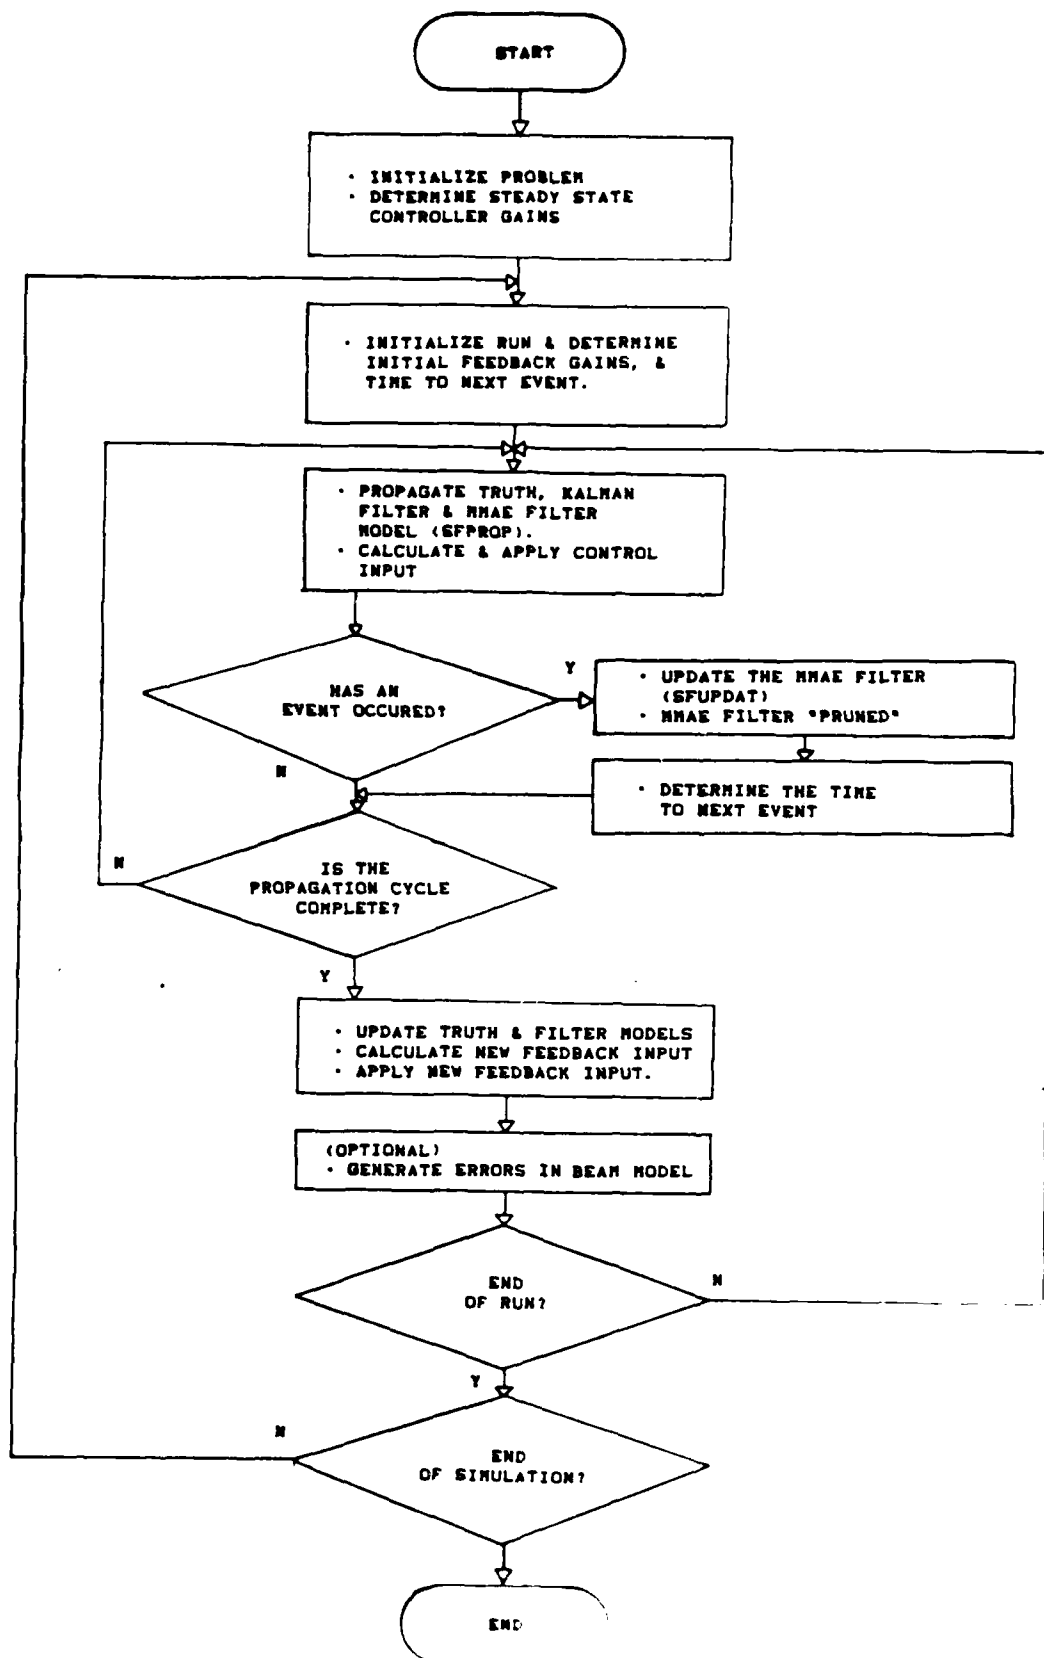 START
· INITIALIZE PROBLEM
· DETERMINE STEADY STATE
CONTROLLER GAINS
· INITIALIZE RUN & DETERMINE
INITIAL FEEDBACK GAINS, &
TIME TO NEXT EVENT.
· PROPAGATE TRUTH, KALMAN
FILTER & MMAE FILTER
MODEL (SFPROP).
· CALCULATE & APPLY CONTROL
INPUT
HAS AN
EVENT OCCURED?
Y
· UPDATE THE MMAE FILTER
(SFUPDAT)
· MMAE FILTER "PRUNED"
N
· DETERMINE THE TIME
TO NEXT EVENT
N
IS THE
PROPAGATION CYCLE
COMPLETE?
Y
· UPDATE TRUTH & FILTER MODELS
· CALCULATE NEW FEEDBACK INPUT
· APPLY NEW FEEDBACK INPUT.
(OPTIONAL)
· GENERATE ERRORS IN BEAM MODEL
END
OF RUN?
N
Y
N
END
OF SIMULATION?
END